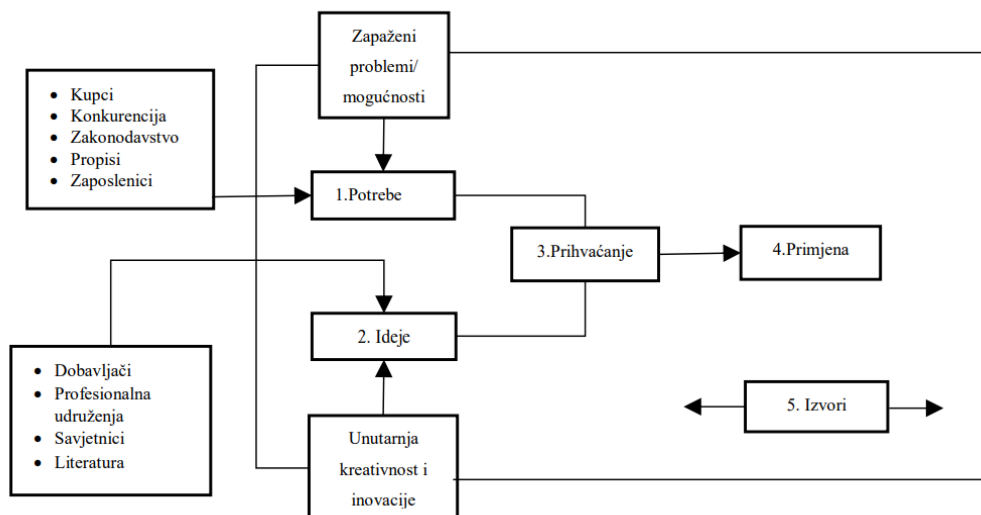 Zapaženi
problemi/
mogućnosti
• Kupci
• Konkurencija
• Zakonodavstvo
• Propisi
• Zaposlenici
1.Potrebe
3.Prihvaćanje
4.Primjena
2. Ideje
• Dobavljači
• Profesionalna
udruženja
• Savjetnici
• Literatura
5. Izvori
Unutarnja
kreativnost i
inovacije